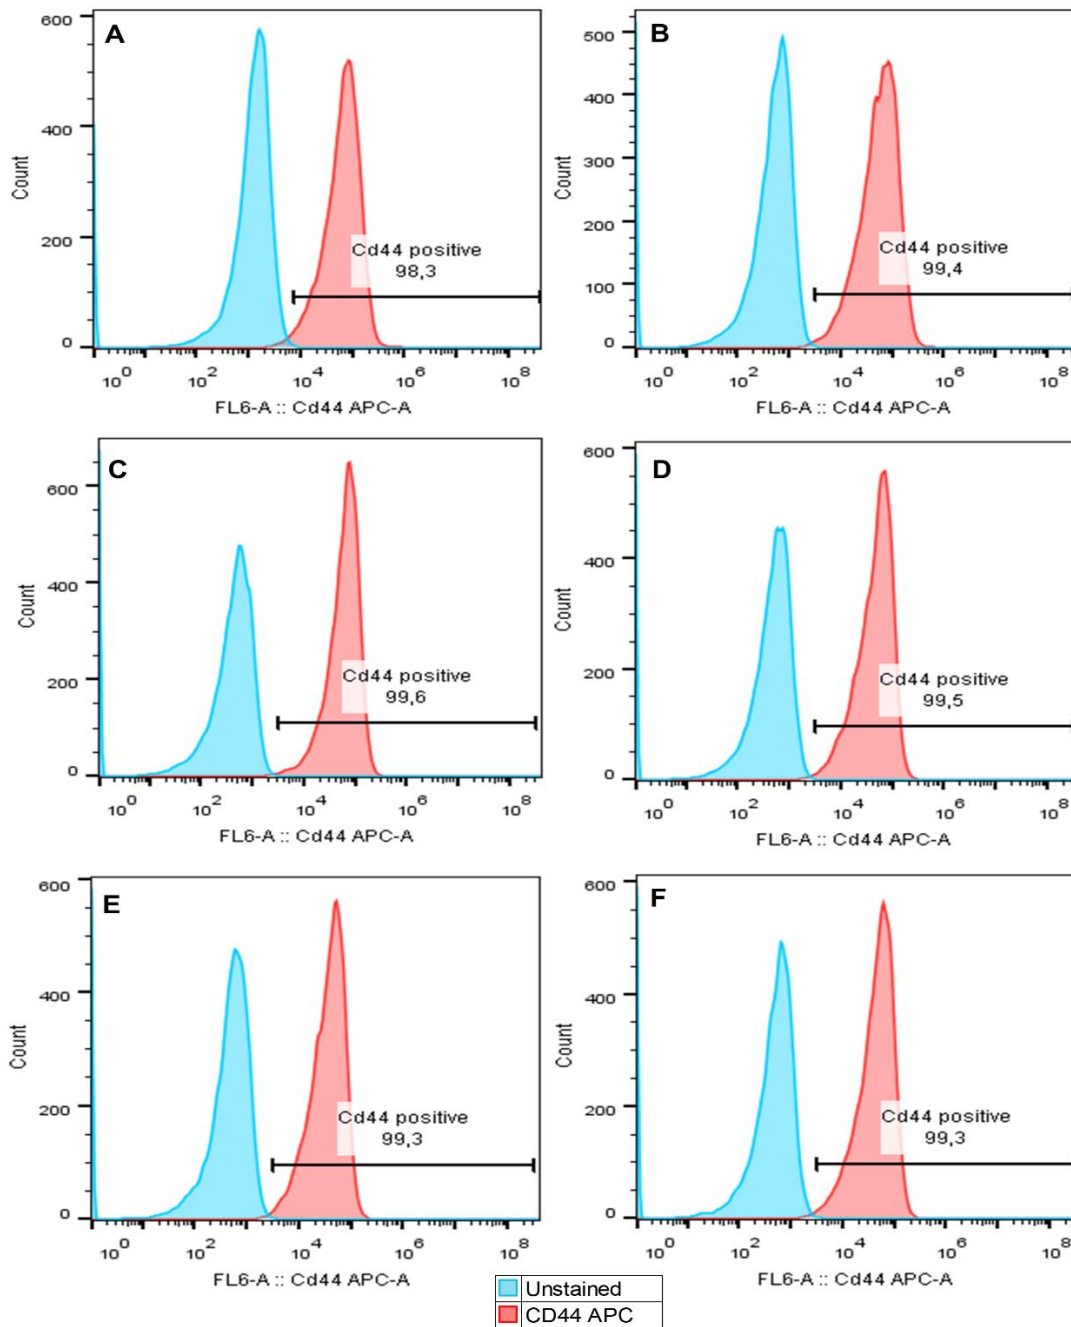 A
600
400
200
0
Count
Cd44 positive
98,3
10^0 10^2 10^4 10^6 10^8
FL6-A :: Cd44 APC-A
B
500
400
300
200
100
0
Count
Cd44 positive
99,4
10^0 10^2 10^4 10^6 10^8
FL6-A :: Cd44 APC-A
C
600
400
200
0
Count
Cd44 positive
99,6
10^0 10^2 10^4 10^6 10^8
FL6-A :: Cd44 APC-A
D
600
400
200
0
Count
Cd44 positive
99,5
10^0 10^2 10^4 10^6 10^8
FL6-A :: Cd44 APC-A
E
600
400
200
0
Count
Cd44 positive
99,3
10^0 10^2 10^4 10^6 10^8
FL6-A :: Cd44 APC-A
F
600
400
200
0
Count
Cd44 positive
99,3
10^0 10^2 10^4 10^6 10^8
FL6-A :: Cd44 APC-A
Unstained
CD44 APC